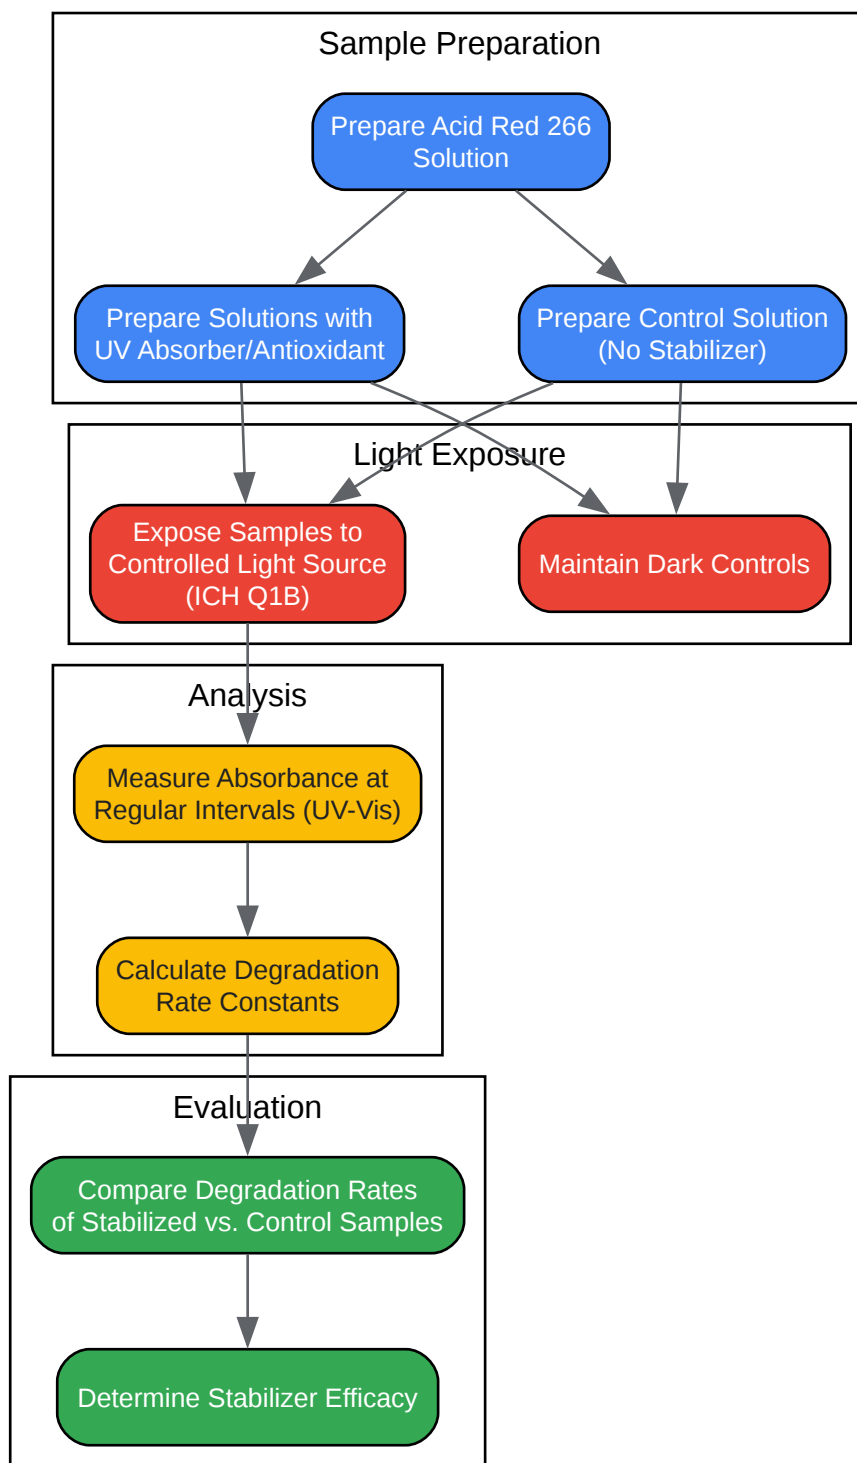 Sample Preparation
Prepare Acid Red 266
Solution
Prepare Solutions with
UV Absorber/Antioxidant
Prepare Control Solution
(No Stabilizer)
Light Exposure
Expose Samples to
Controlled Light Source
(ICH Q1B)
Maintain Dark Controls
Analysis
Measure Absorbance at
Regular Intervals (UV-Vis)
Calculate Degradation
Rate Constants
Evaluation
Compare Degradation Rates
of Stabilized vs. Control Samples
Determine Stabilizer Efficacy